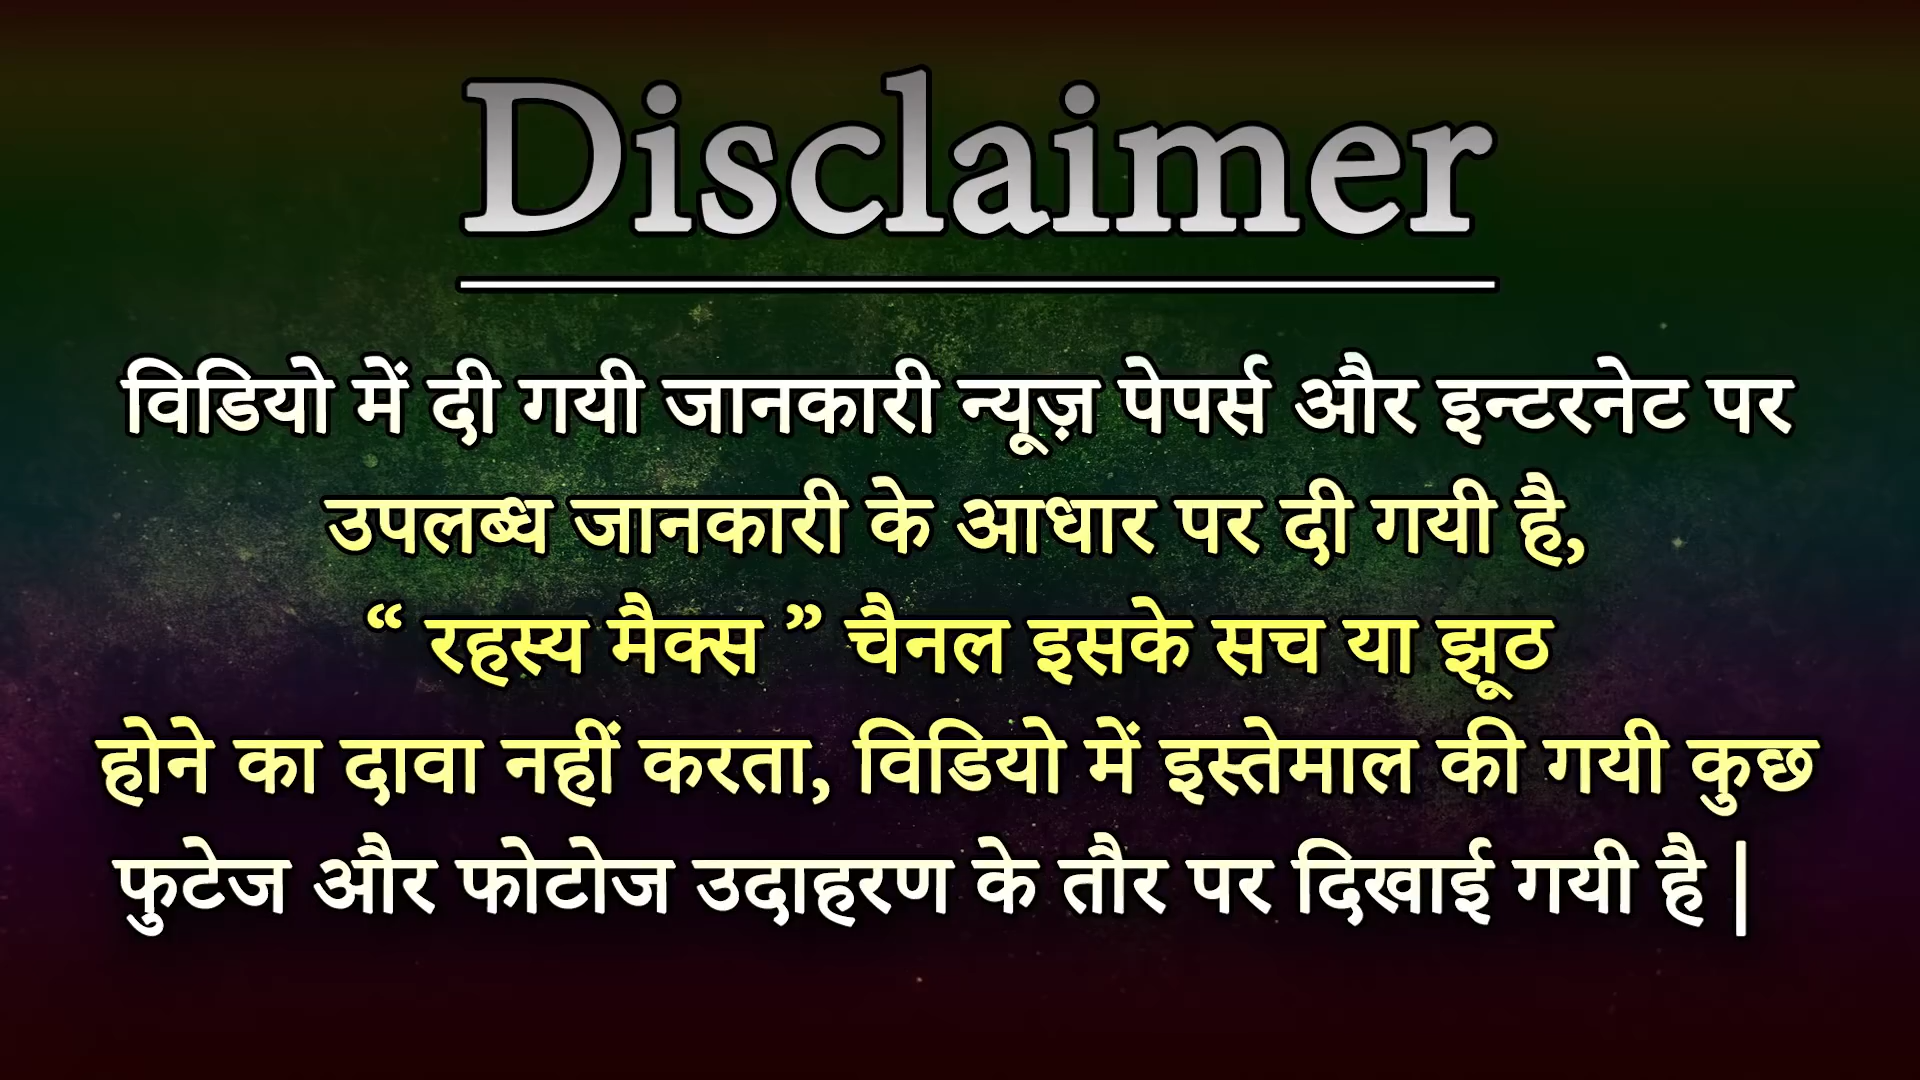 Disclaimer
विडियो में दी गयी जानकारी न्यूज़ पेपर्स और इन्टरनेट पर
उपलब्ध जानकारी के आधार पर दी गयी है,
“ रहस्य मैक्स ” चैनल इसके सच या झूठ
होने का दावा नहीं करता, विडियो में इस्तेमाल की गयी कुछ
फुटेज और फोटोज उदाहरण के तौर पर दिखाई गयी है |